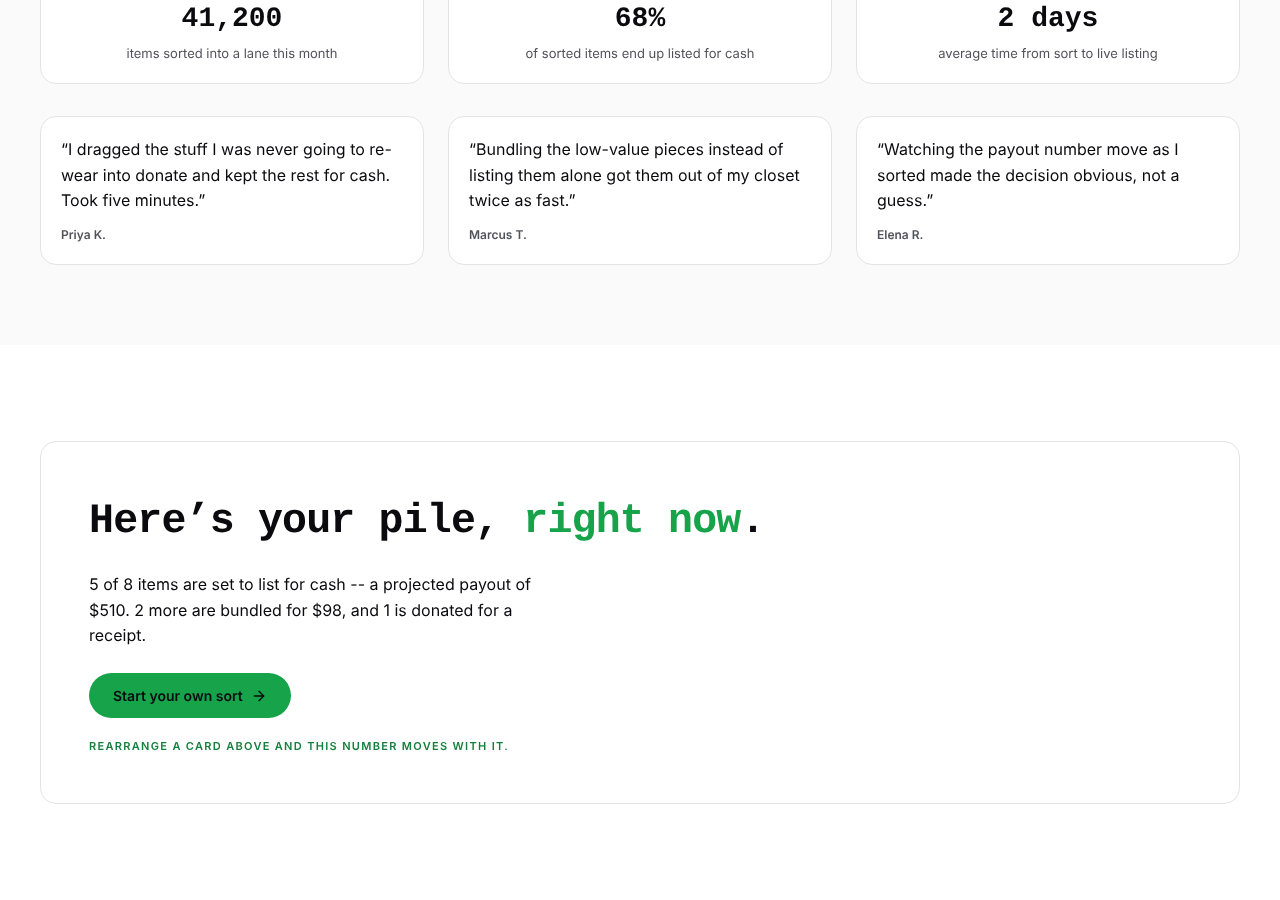 41,200
items sorted into a lane this month
68%
of sorted items end up listed for cash
2 days
average time from sort to live listing
“I dragged the stuff I was never going to re-
wear into donate and kept the rest for cash.
Took five minutes.”
Priya K.
“Bundling the low-value pieces instead of
listing them alone got them out of my closet
twice as fast.”
Marcus T.
“Watching the payout number move as I
sorted made the decision obvious, not a
guess.”
Elena R.
Here’s your pile, right now.
5 of 8 items are set to list for cash -- a projected payout of
$510. 2 more are bundled for $98, and 1 is donated for a
receipt.
Start your own sort →
REARRANGE A CARD ABOVE AND THIS NUMBER MOVES WITH IT.